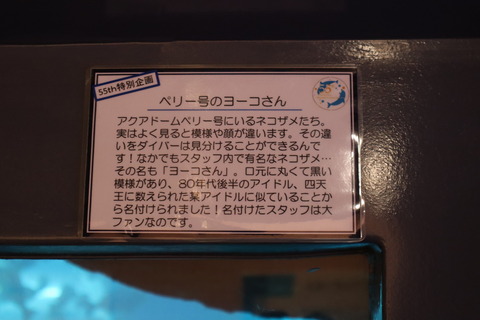 55th特別企画
ペリー号のヨーコさん
アクアドームペリー号にいるネコザメたち。
実はよく見ると模様や顔が違います。その違
いをダイバーは見分けることができるんで
す！なかでもスタッフ内で有名なネコザメ…
その名も「ヨーコさん」。口元に丸くて黒い
模様があり、80年代後半のアイドル、四天
王に数えられた某アイドルに似ていることか
ら名付けられました！名付けたスタッフは大
ファンなのです。